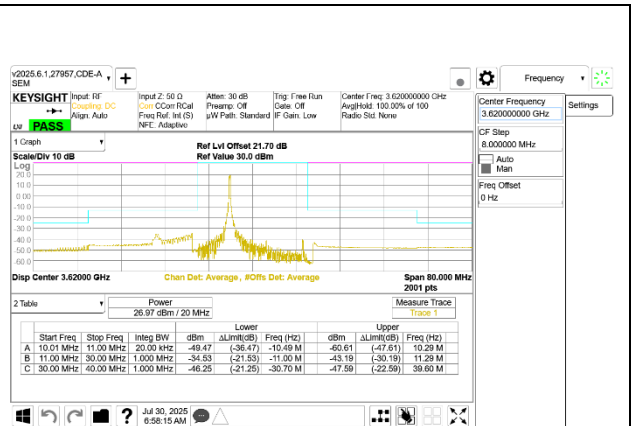 v2025.6.1,27957,CDE-A
SEM
+
Frequency
KEYSIGHT
Input: RF
Coupling: DC
Align: Auto
Input Z: 50 Ω
Corr CCorr RCal
Freq Ref: Int (S)
NFE: Adaptive
Atten: 30 dB
Preamp: Off
µW Path: Standard
Trig: Free Run
Gate: Off
IF Gain: Low
Center Freq: 3.620000000 GHz
Avg|Hold: 100.00% of 100
Radio Std: None
PASS
Center Frequency
3.620000000 GHz
Settings
CF Step
8.000000 MHz
Auto
Man
Freq Offset
0 Hz
1 Graph
Scale/Div 10 dB
Ref Lvl Offset 21.70 dB
Ref Value 30.0 dBm
Log
20.0
10.0
0.00
-10.0
-20.0
-30.0
-40.0
-50.0
-60.0
Disp Center 3.62000 GHz
Chan Det: Average , #Offs Det: Average
Span 80.000 MHz
2001 pts
2 Table
Power
26.97 dBm / 20 MHz
Measure Trace
Trace 1
Lower Upper
Start Freq Stop Freq Integ BW dBm ΔLimit(dB) Freq (Hz) dBm ΔLimit(dB) Freq (Hz)
A 10.01 MHz 11.00 MHz 20.00 kHz -49.47 (-36.47) -10.49 M -60.61 (-47.61) 10.29 M
B 11.00 MHz 30.00 MHz 1.000 MHz -34.53 (-21.53) -11.00 M -43.19 (-30.19) 11.29 M
C 30.00 MHz 40.00 MHz 1.000 MHz -46.25 (-21.25) -30.70 M -47.59 (-22.59) 39.60 M
?
Jul 30, 2025
6:58:15 AM